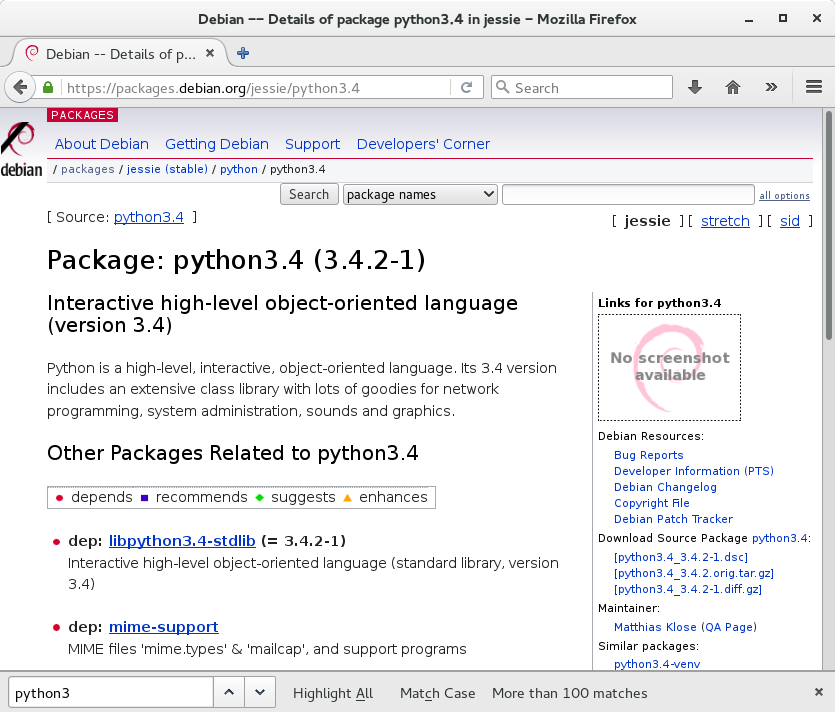 Debian -- Details of package python3.4 in jessie - Mozilla Firefox
Debian -- Details of p...
https://packages.debian.org/jessie/python3.4
Search
debian
PACKAGES
About Debian Getting Debian Support Developers' Corner
/ packages / jessie (stable) / python / python3.4
Search package names all options
[ Source: python3.4 ]
[ jessie ] [ stretch ] [ sid ]
Package: python3.4 (3.4.2-1)
Interactive high-level object-oriented language
(version 3.4)
Python is a high-level, interactive, object-oriented language. Its 3.4 version
includes an extensive class library with lots of goodies for network
programming, system administration, sounds and graphics.
Other Packages Related to python3.4
depends recommends suggests enhances
dep: libpython3.4-stdlib (= 3.4.2-1)
Interactive high-level object-oriented language (standard library, version
3.4)
dep: mime-support
MIME files 'mime.types' & 'mailcap', and support programs
Links for python3.4
No screenshot
available
Debian Resources:
Bug Reports
Developer Information (PTS)
Debian Changelog
Copyright File
Debian Patch Tracker
Download Source Package python3.4:
[python3.4_3.4.2-1.dsc]
[python3.4_3.4.2.orig.tar.gz]
[python3.4_3.4.2-1.diff.gz]
Maintainer:
Matthias Klose (QA Page)
Similar packages:
python3.4-venv
python3 Highlight All Match Case More than 100 matches